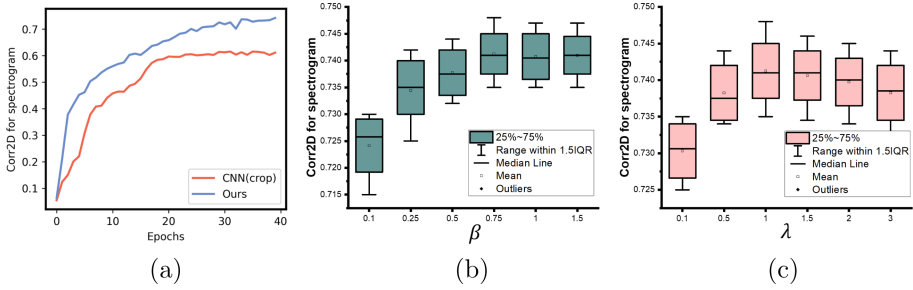 Corr2D for spectrogram
0.7
0.6
0.5
0.4
0.3
0.2
0.1
0 10 20 30 40
Epochs
CNN(crop)
Ours
(a)
Corr2D for spectrogram
0.750
0.745
0.740
0.735
0.730
0.725
0.720
0.715
0.1 0.25 0.5 0.75 1 1.5
β
25%~75%
Range within 1.5IQR
Median Line
Mean
Outliers
(b)
Corr2D for spectrogram
0.750
0.745
0.740
0.735
0.730
0.725
0.1 0.5 1 1.5 2 3
λ
25%~75%
Range within 1.5IQR
Median Line
Mean
Outliers
(c)